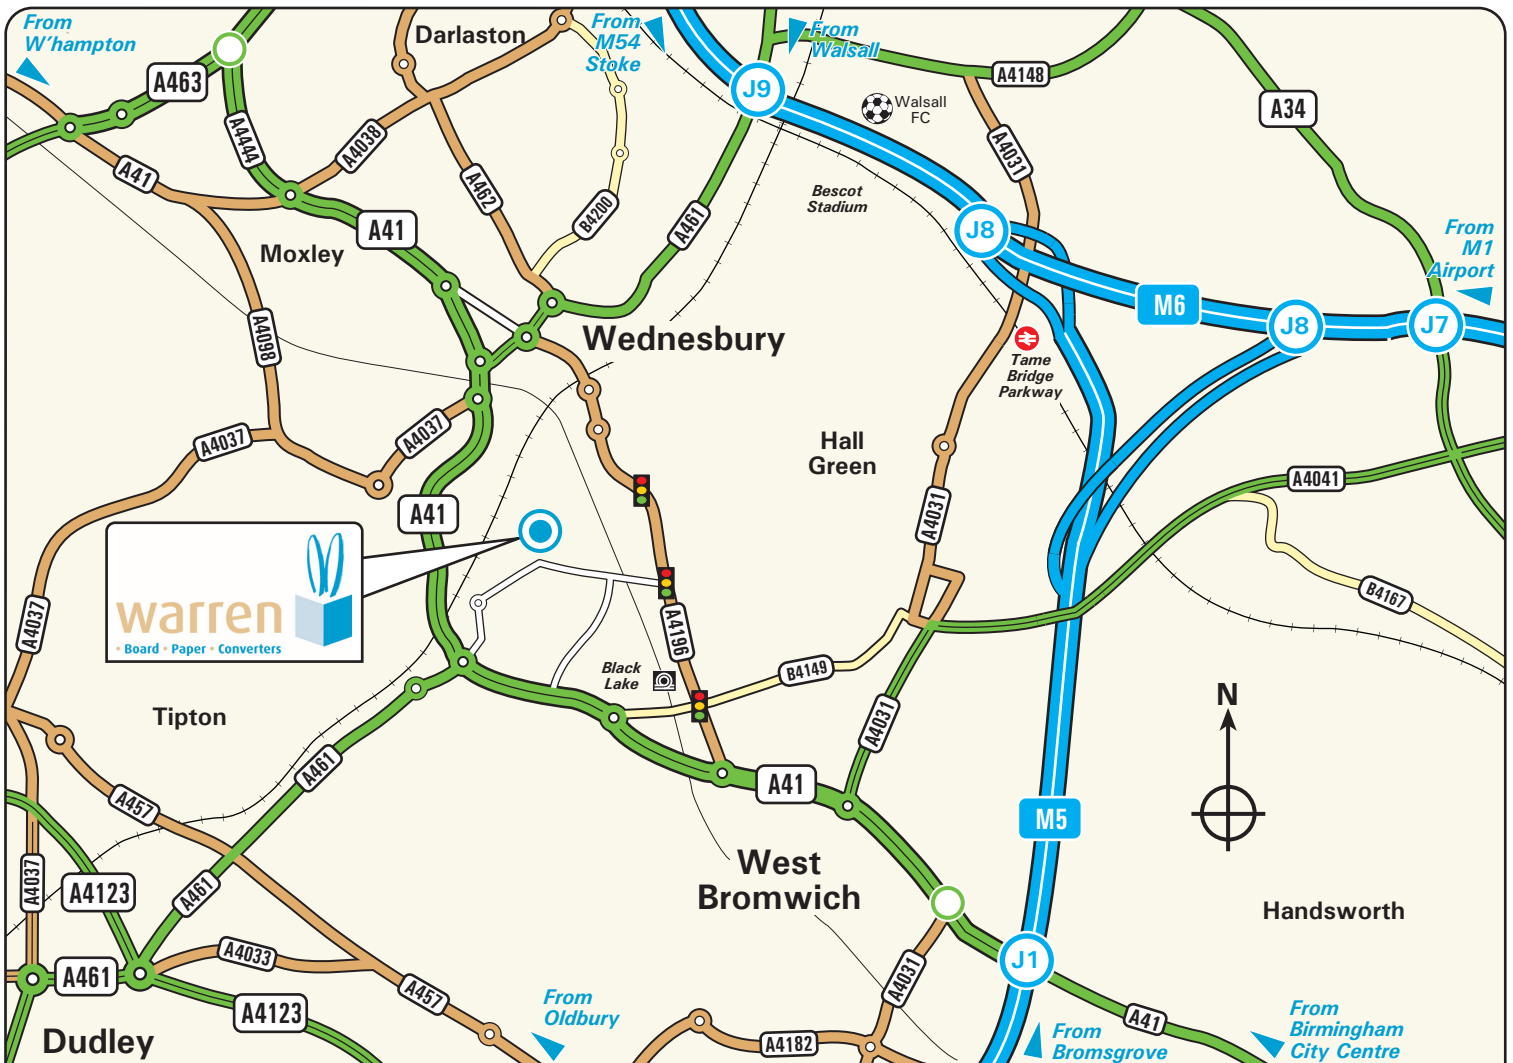 From
W'hampton
Darlaston
From
M54
Stoke
From
Walsall
A463
J9
A4148
Walsall
FC
A34
A4444
A4038
A41
A462
A4031
B4200
Bescot
Stadium
A461
A41
J8
From
M1
Airport
Moxley
M6
J8
J7
A4098
Wednesbury
Tame
Bridge
Parkway
A4037
A4037
Hall
Green
A4041
A41
A4031
warren
• Board • Paper • Converters
A4037
B4167
A4196
Black
Lake
B4149
Tipton
A4031
N
A461
A41
A457
M5
West
Bromwich
A4037
A4123
A461
Handsworth
A4033
A461
J1
A4031
A457
A4123
From
Oldbury
A41
From
Birmingham
City Centre
Dudley
A4182
From
Bromsgrove